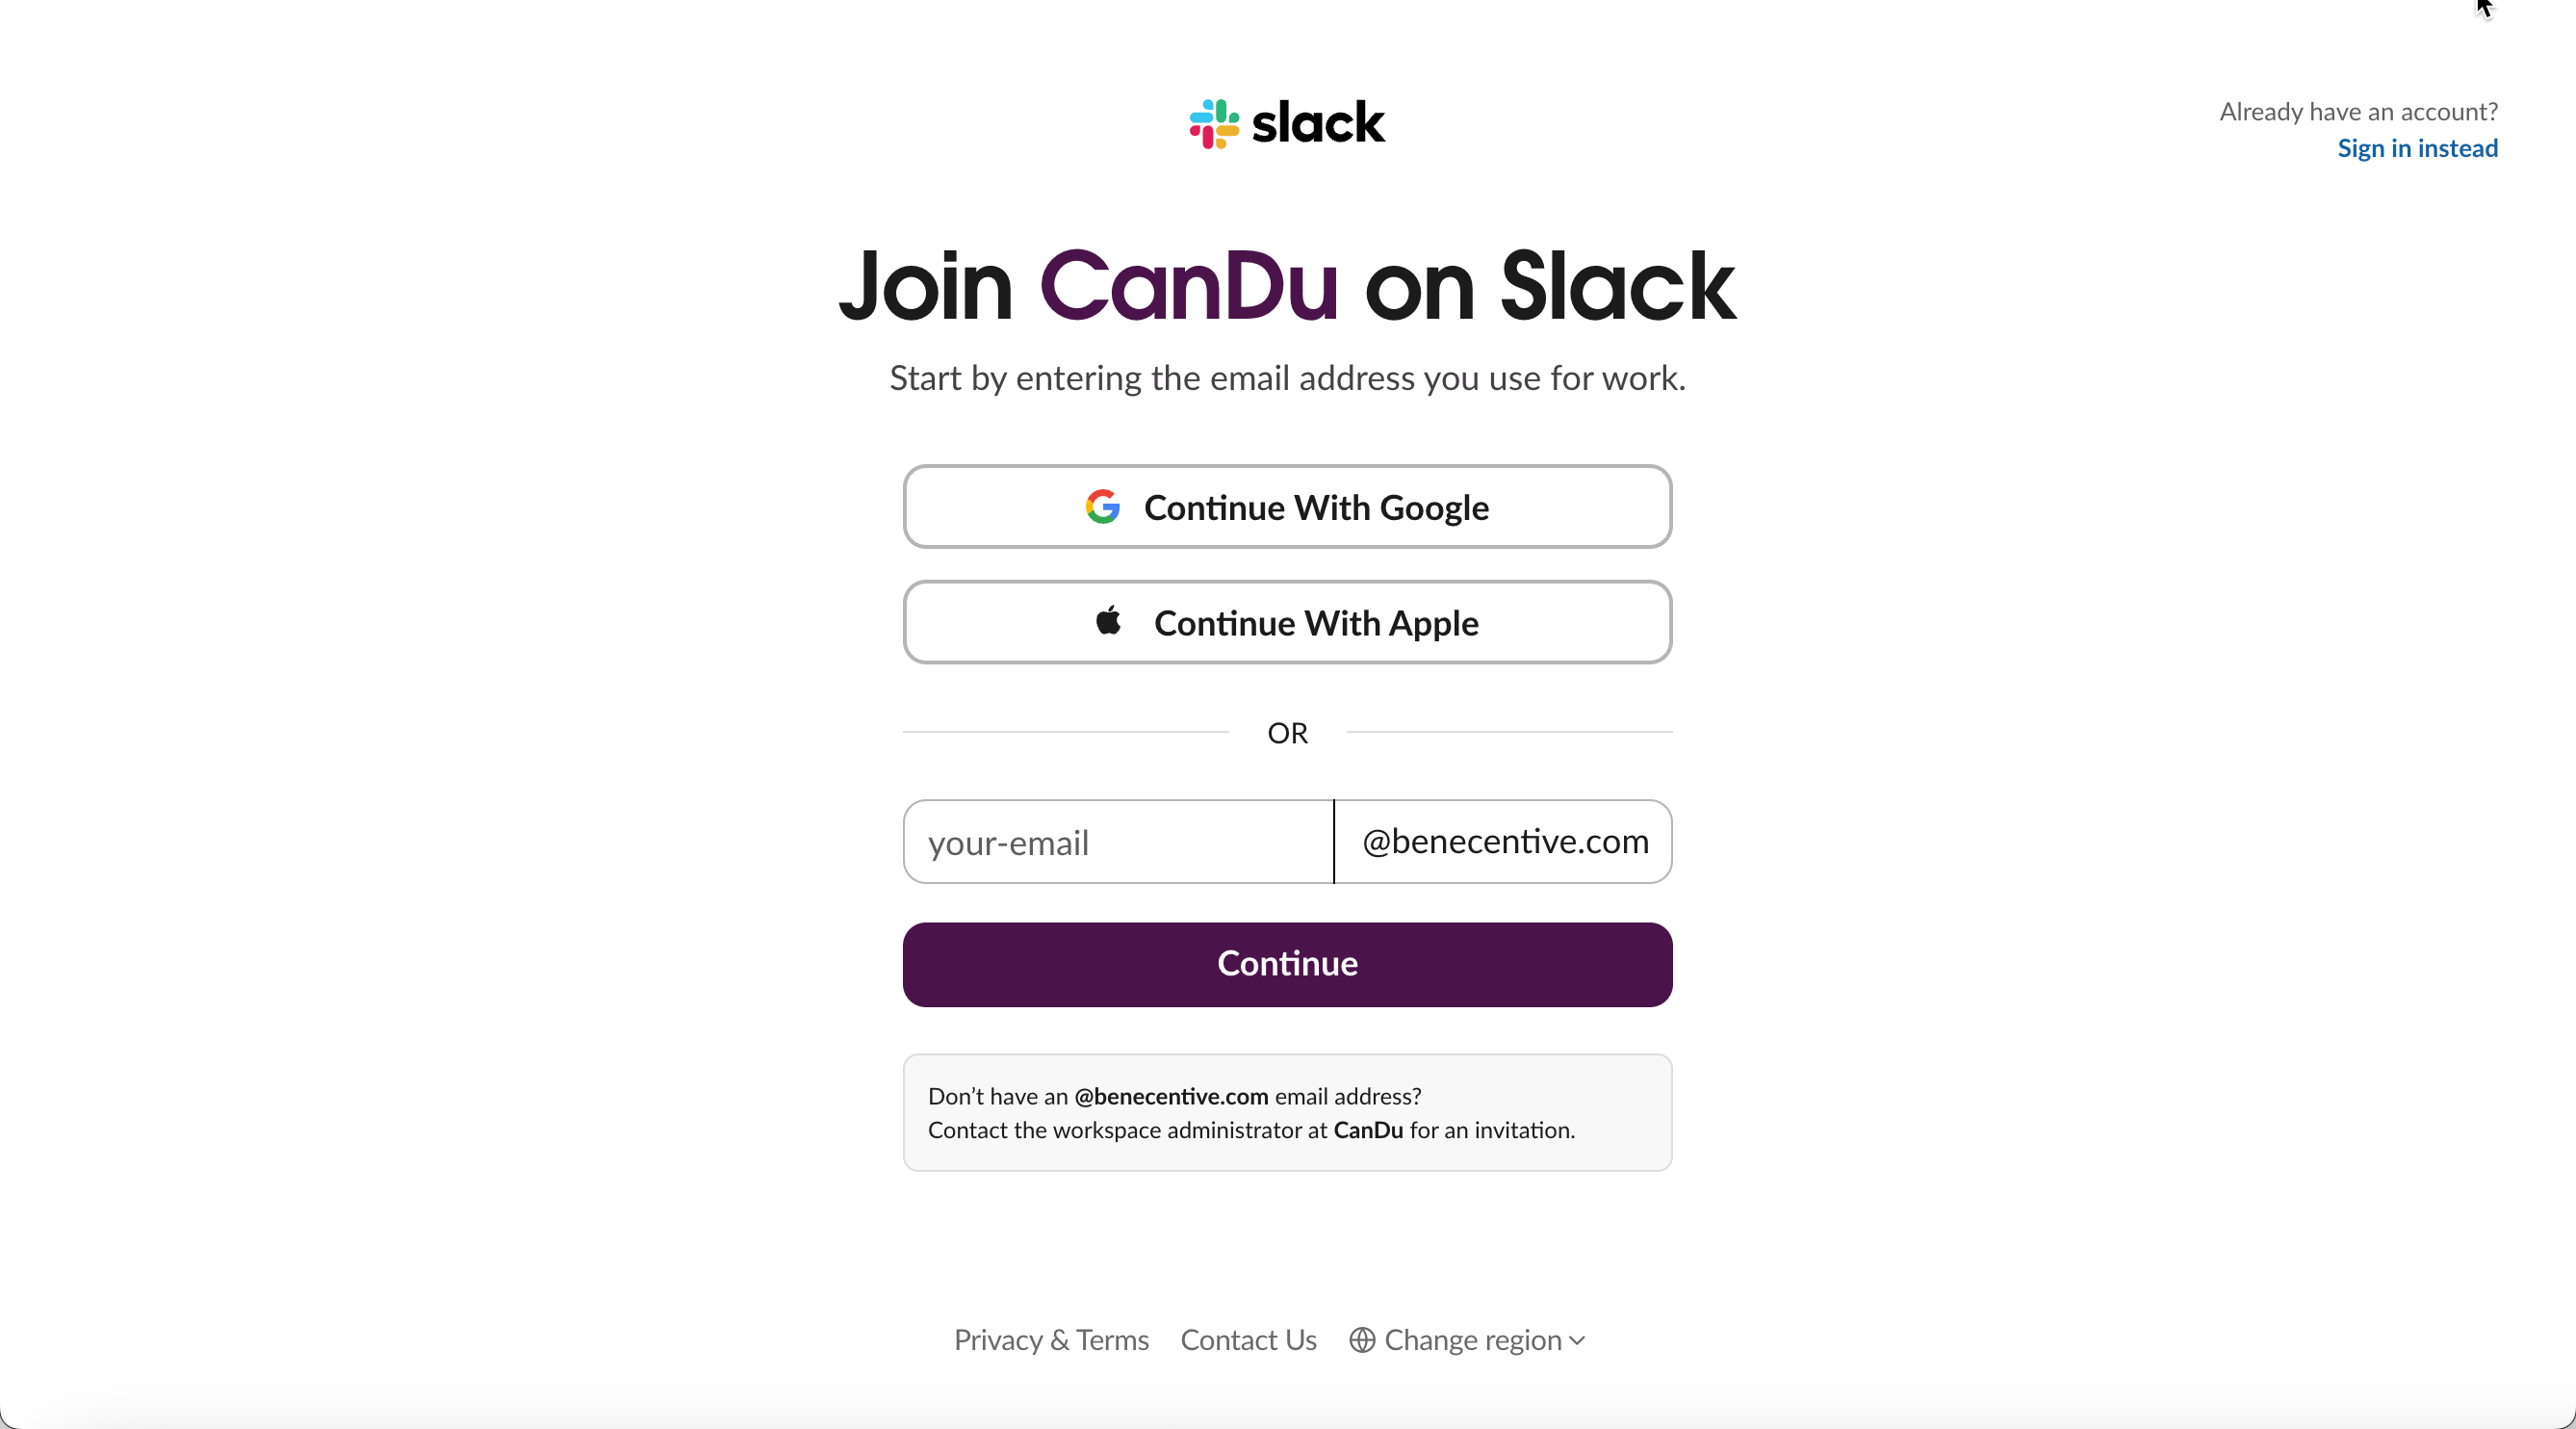 slack
Already have an account?
Sign in instead
Join CanDu on Slack
Start by entering the email address you use for work.
Continue With Google
Continue With Apple
OR
your-email @benecentive.com
Continue
Don’t have an @benecentive.com email address?
Contact the workspace administrator at CanDu for an invitation.
Privacy & Terms Contact Us Change region